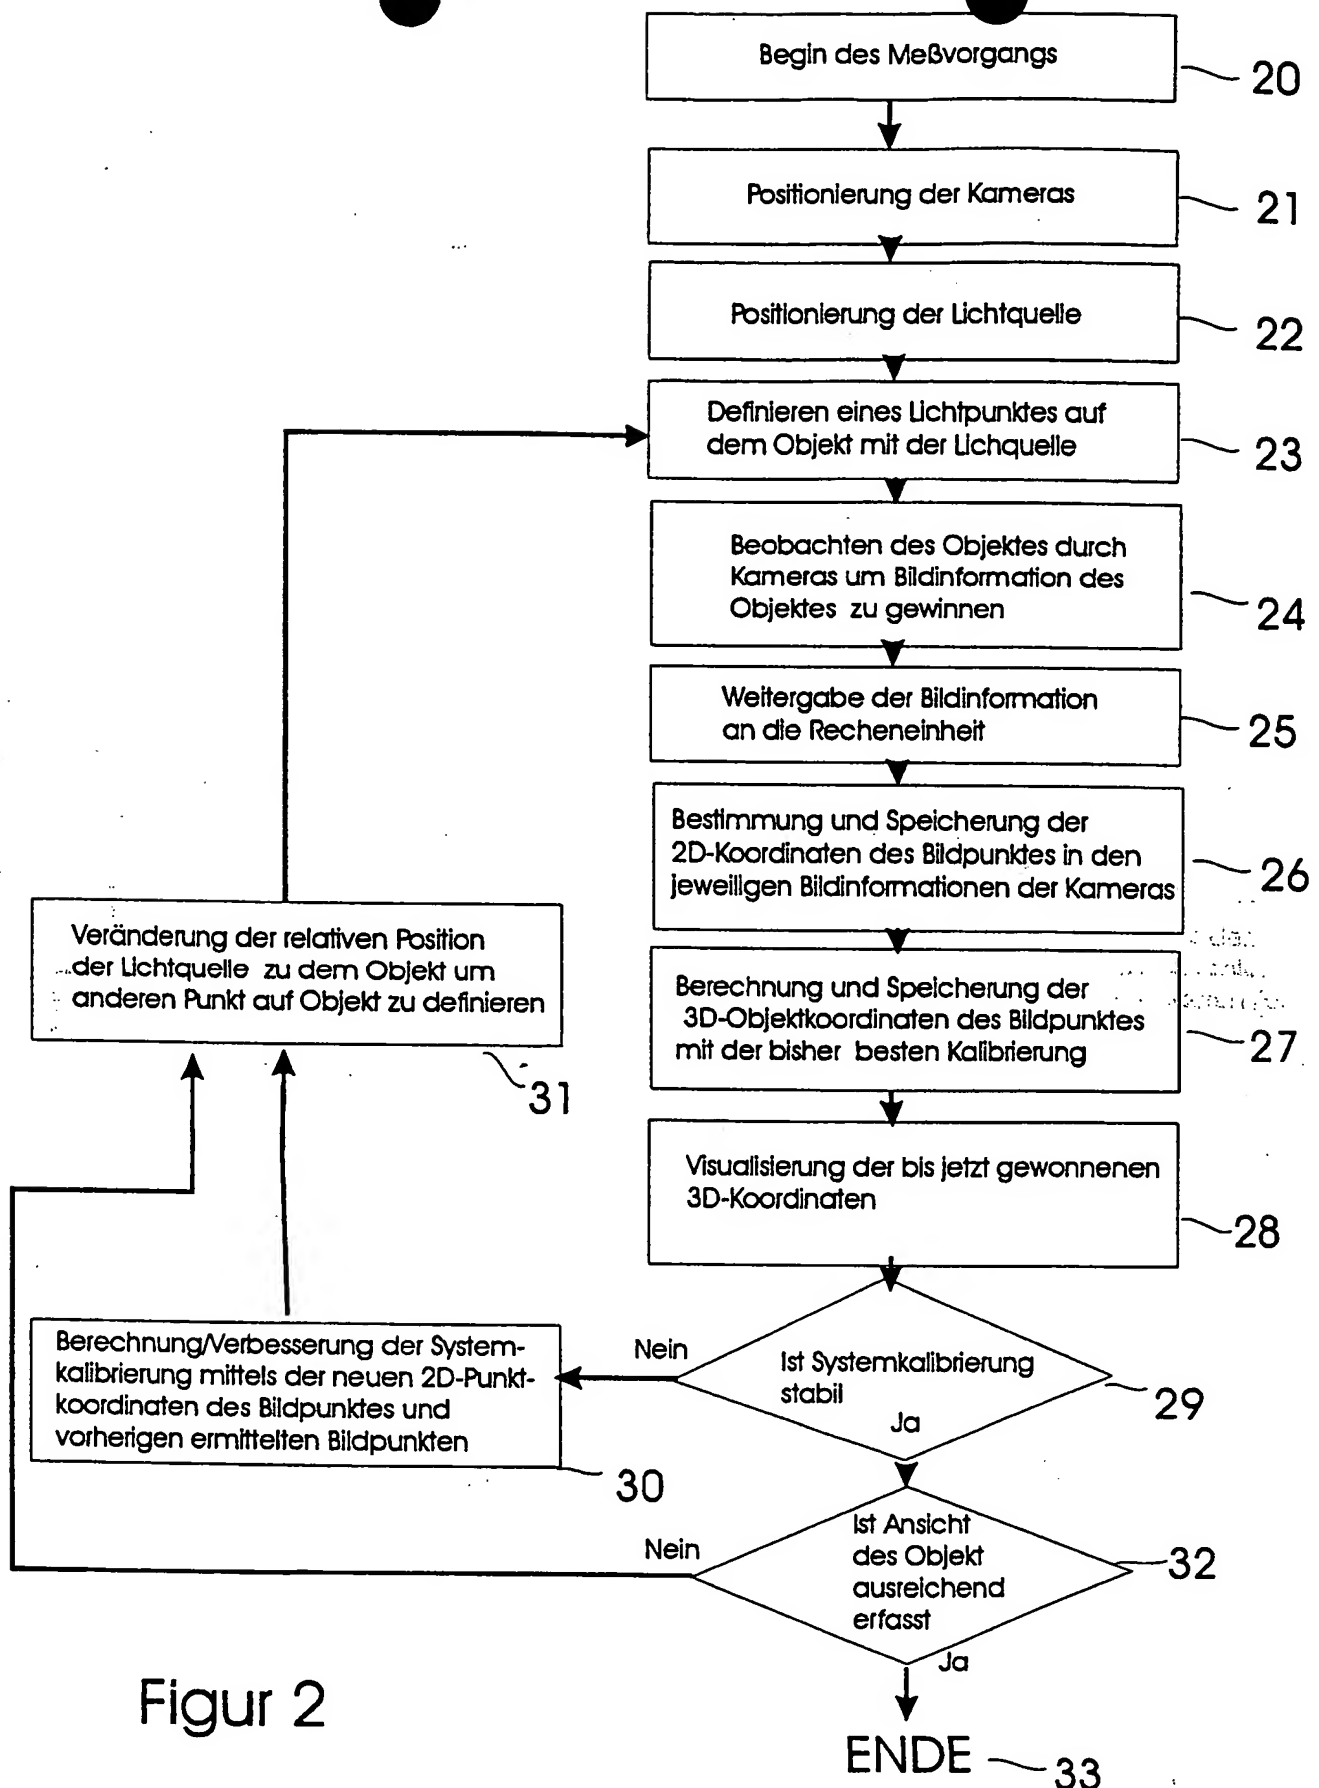 Begin des Meßvorgangs
20
Positionierung der Kameras
21
Positionierung der Lichtquelle
22
Definieren eines Lichtpunktes auf
dem Objekt mit der Lichquelle
23
Beobachten des Objektes durch
Kameras um Bildinformation des
Objektes zu gewinnen
24
Weitergabe der Bildinformation
an die Recheneinheit
25
Bestimmung und Speicherung der
2D-Koordinaten des Bildpunktes in den
jeweiligen Bildinformationen der Kameras
26
Berechnung und Speicherung der
3D-Objektkoordinaten des Bildpunktes
mit der bisher besten Kalibrierung
27
Veränderung der relativen Position
der Lichtquelle zu dem Objekt um
anderen Punkt auf Objekt zu definieren
31
Visualisierung der bis jetzt gewonnenen
3D-Koordinaten
28
Ist Systemkalibrierung
stabil
Nein
Ja
29
Berechnung/Verbesserung der System-
kalibrierung mittels der neuen 2D-Punkt-
koordinaten des Bildpunktes und
vorherigen ermittelten Bildpunkten
30
Ist Ansicht
des Objekt
ausreichend
erfasst
Nein
Ja
32
ENDE
33
Figur 2